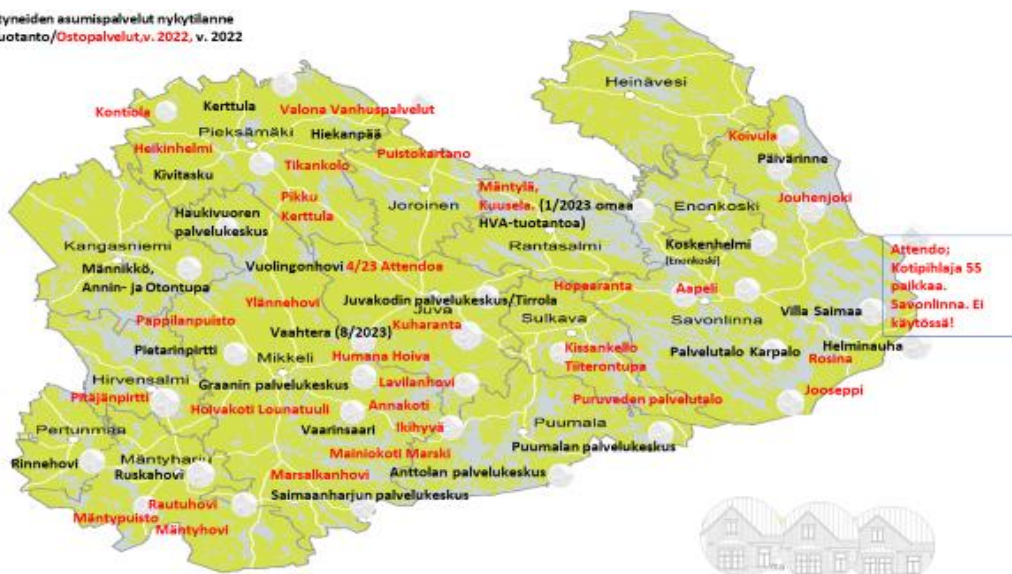 tyneiden asumispalvelut nykytilanne
uotanto/Ostopalvelut,v. 2022, v. 2022
Heinävesi
Kontiola
Kerttula
Valona Vanhuspalvelut
Pieksämäki
Hiekanpää
Koivula
Heikinhelmi
Puistokartano
Päivärinne
Tikankolo
Kivitasku
Pikku
Kerttula
Joroinen
Mäntylä,
Kuusela. (1/2023 omaa
HVA-tuotantoa)
Enonkoski
Jouhenjoki
Haukivuoren
palvelukeskus
Rantasalmi
Koskenhelmi
(Enonkoski)
Kangasniemi
Männikkö,
Annin- ja Otontupa
Vuolingonhovi 4/23 Attendoa
Attendo;
Kotipihlaja 55
paikkaa.
Savonlinna. Ei
käytössä!
Hopearanta
Aapeli
Ylännehovi
Juvakodin palvelukeskus/Tirrola
Juva
Villa Saimaa
Pappilanpuisto
Vaahtera (8/2023)
Kuharanta
Sulkava
Savonlinna
Pietarinpirtti
Mikkeli
Humana Hoiva
Kissankello
Tiiterontupa
Palvelutalo Karpalo
Helminauha
Rosina
Hirvensalmi
Graanin palvelukeskus
Lavilanhovi
Jooseppi
Pitäjänpirtti
Hoivakoti Lounatuuli
Annakoti
Puruveden palvelutalo
Pertunmaa
Vaarinsaari
Ikihyvä
Puumala
Mainiokoti Marski
Puumalan palvelukeskus
Rinnehovi
Mäntyharju
Ruskahovi
Marsalkanhovi
Anttolan palvelukeskus
Saimaanharjun palvelukeskus
Rautuhovi
Mäntypuisto
Mäntyhovi